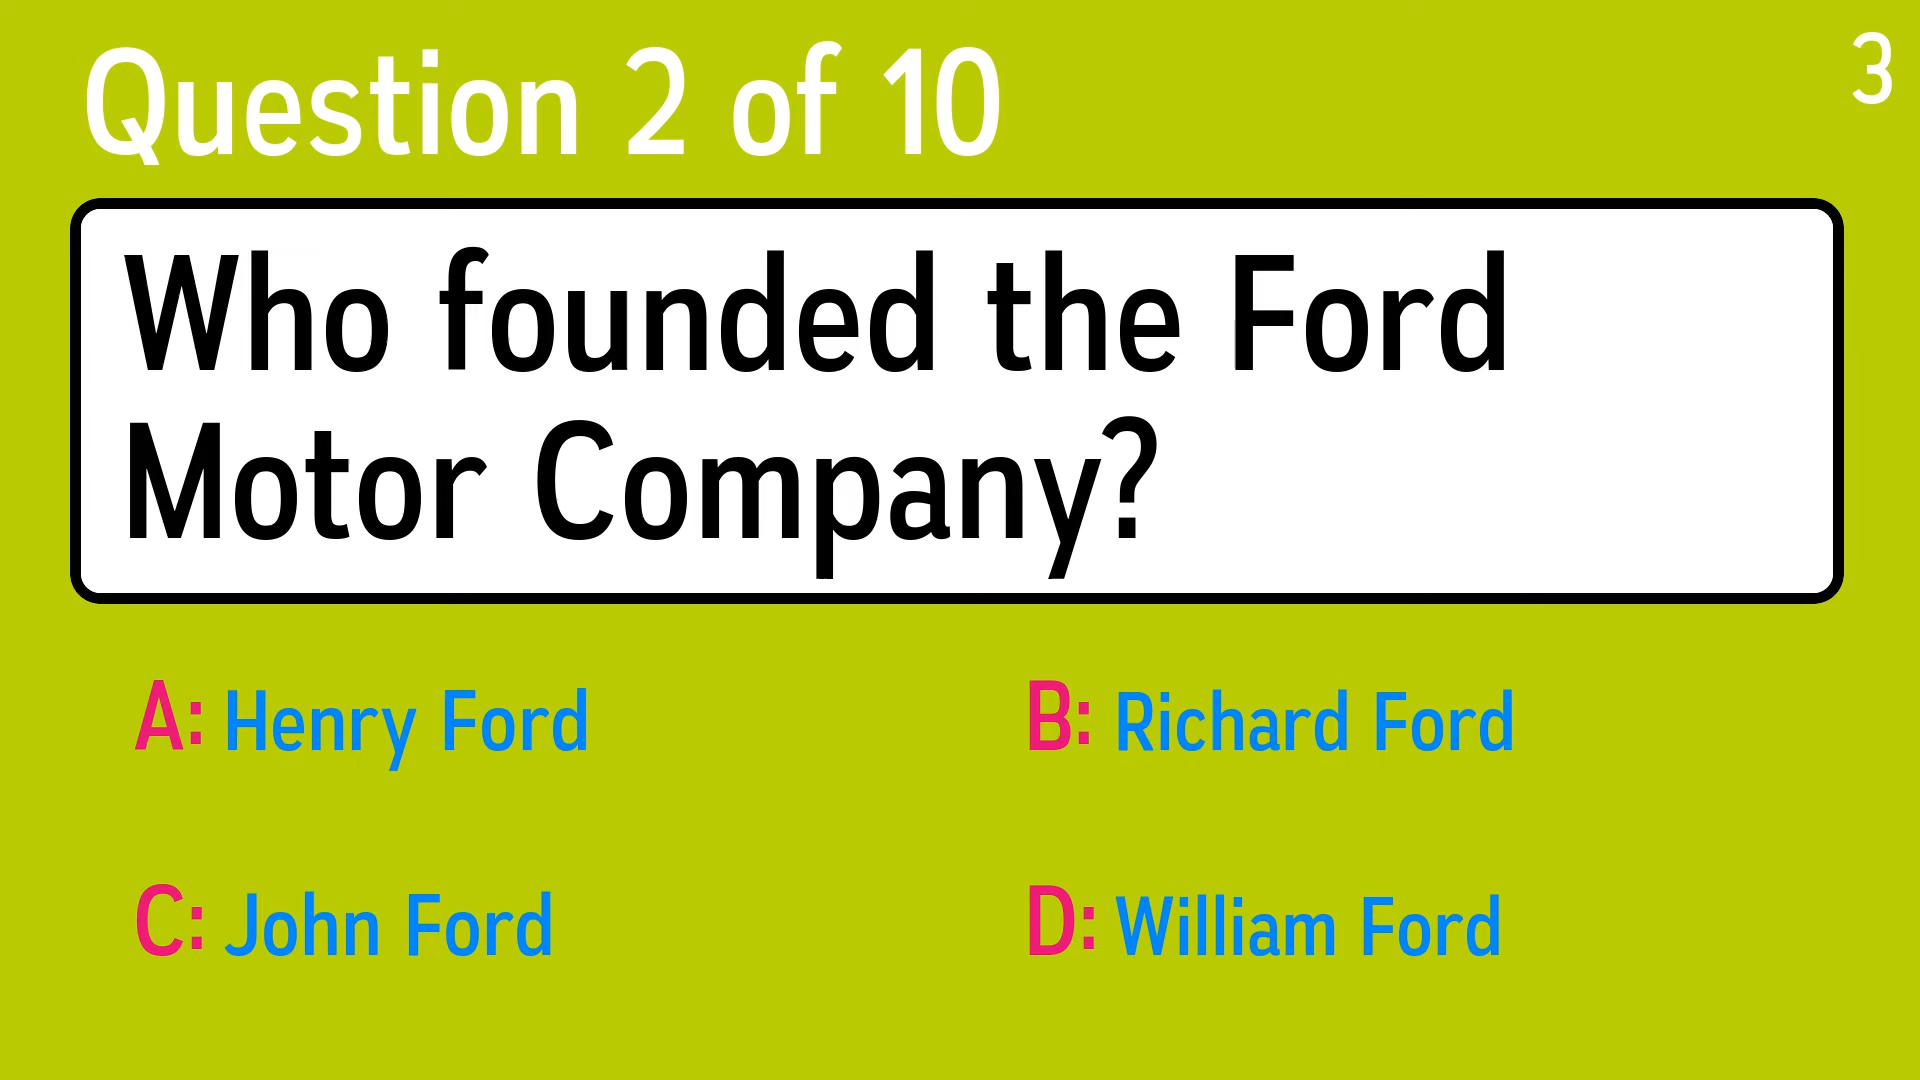 Question 2 of 10
3
Who founded the Ford
Motor Company?
A: Henry Ford
B: Richard Ford
C: John Ford
D: William Ford